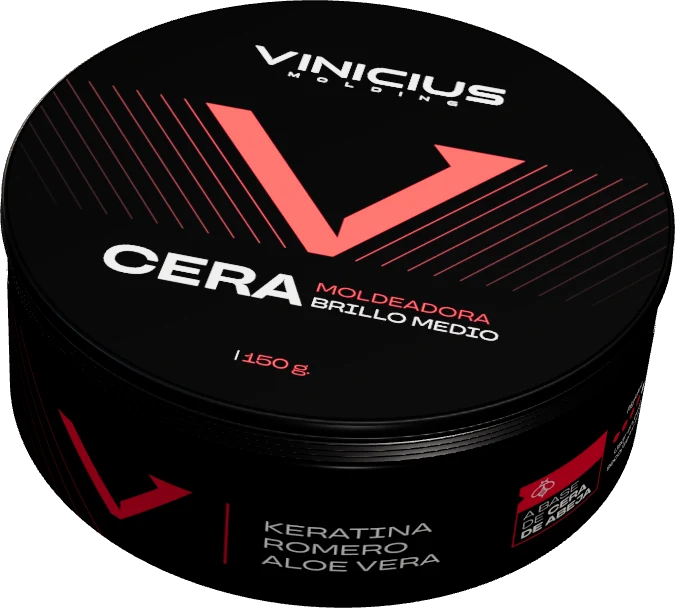 VINICIUS
MOLDING
CERA
MOLDEADORA
BRILLO MEDIO
150 g.
KERATINA
ROMERO
ALOE VERA
A BASE
DE CERA
DE ABEJA